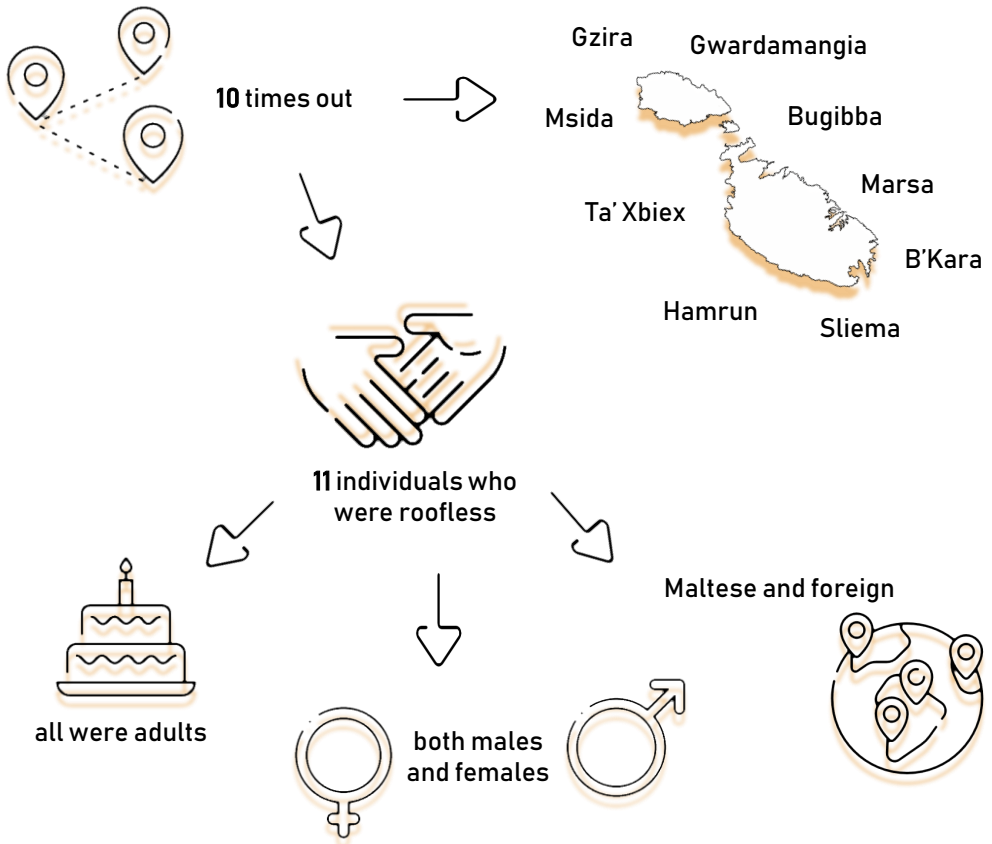 Gzira
Gwardamangia
10 times out
Msida
Bugibba
Marsa
Ta' Xbiex
B'Kara
Hamrun
Sliema
11 individuals who
were roofless
Maltese and foreign
all were adults
both males
and females